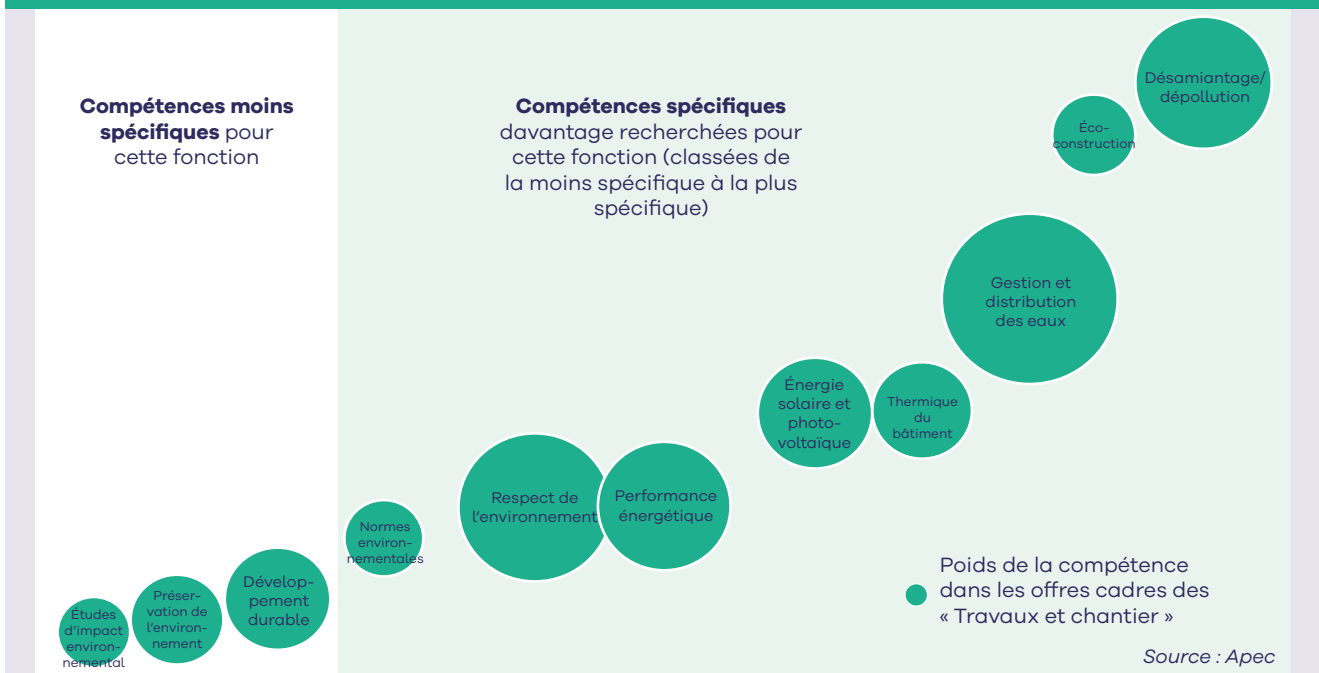 Compétences moins
spécifiques pour
cette fonction
Compétences spécifiques
davantage recherchées pour
cette fonction (classées de
la moins spécifique à la plus
spécifique)
Désamiantage/
dépollution
Éco-
construction
Gestion et
distribution
des eaux
Énergie
solaire et
photo-
voltaïque
Thermique
du
bâtiment
Respect de
l'environnement
Performance
énergétique
Normes
environ-
nementales
Dévelop-
pement
durable
Préser-
vation de
l'environ-
nement
Études
d'impact
environ-
nemental
Poids de la compétence
dans les offres cadres des
« Travaux et chantier »
Source : Apec